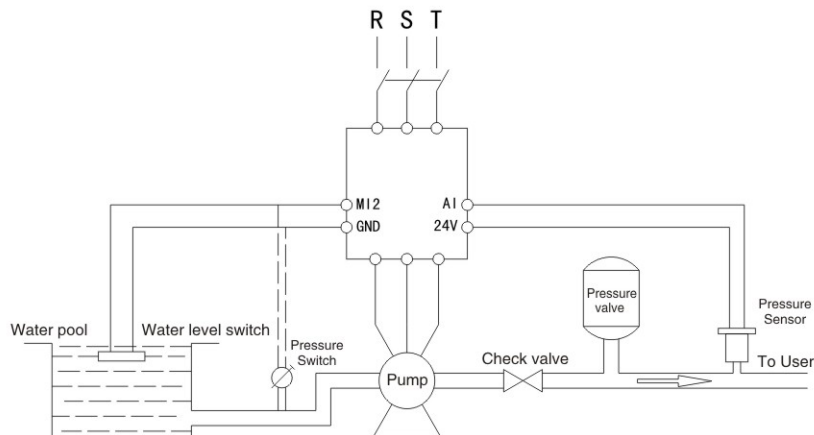 R S T
MI2
AI
GND
24V
Water pool
Water level switch
Pressure
Switch
Pump
Check valve
Pressure
valve
Pressure
Sensor
To User